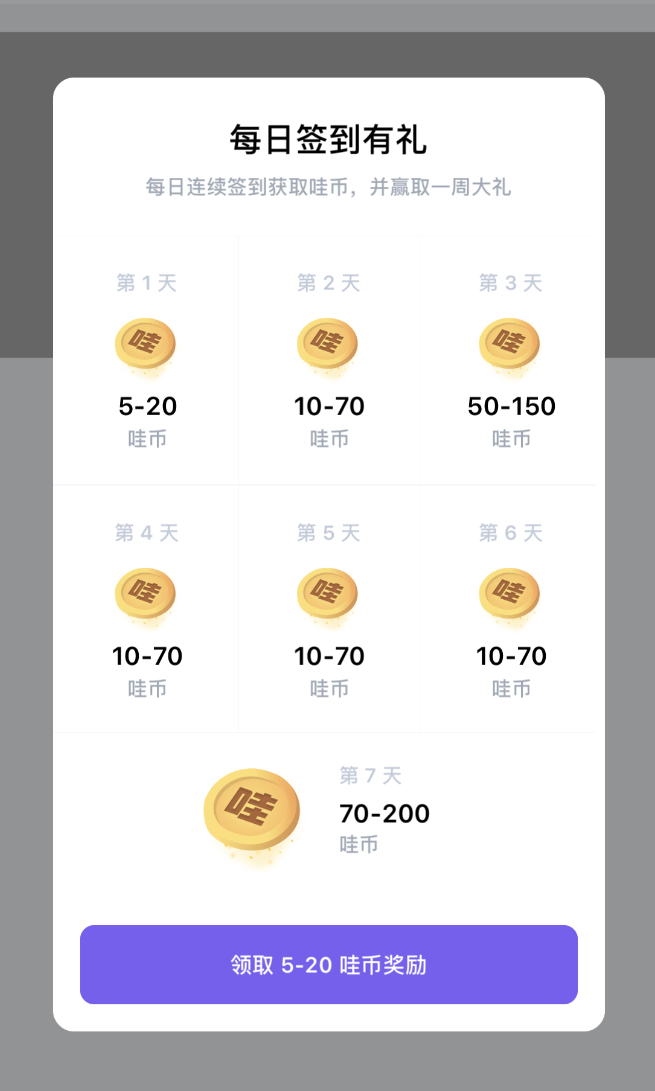 每日签到有礼
每日连续签到获取哇币，并赢取一周大礼
第 1 天
哇
5-20
哇币
第 2 天
哇
10-70
哇币
第 3 天
哇
50-150
哇币
第 4 天
哇
10-70
哇币
第 5 天
哇
10-70
哇币
第 6 天
哇
10-70
哇币
哇
第 7 天
70-200
哇币
领取 5-20 哇币奖励